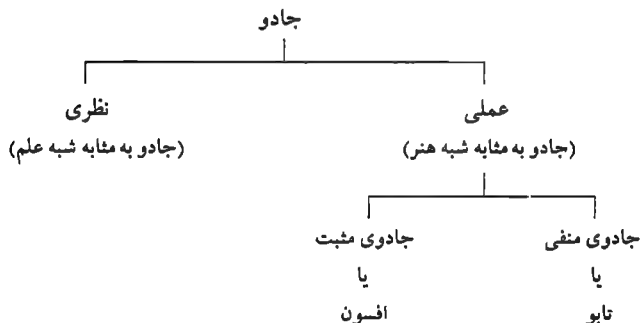 جادو
عملی
نظری
(جادو به مثابه شبه هنر)
(جادو به مثابه شبه علم)
جادوی منفی
یا
تابو
جادوی مثبت
یا
افسون